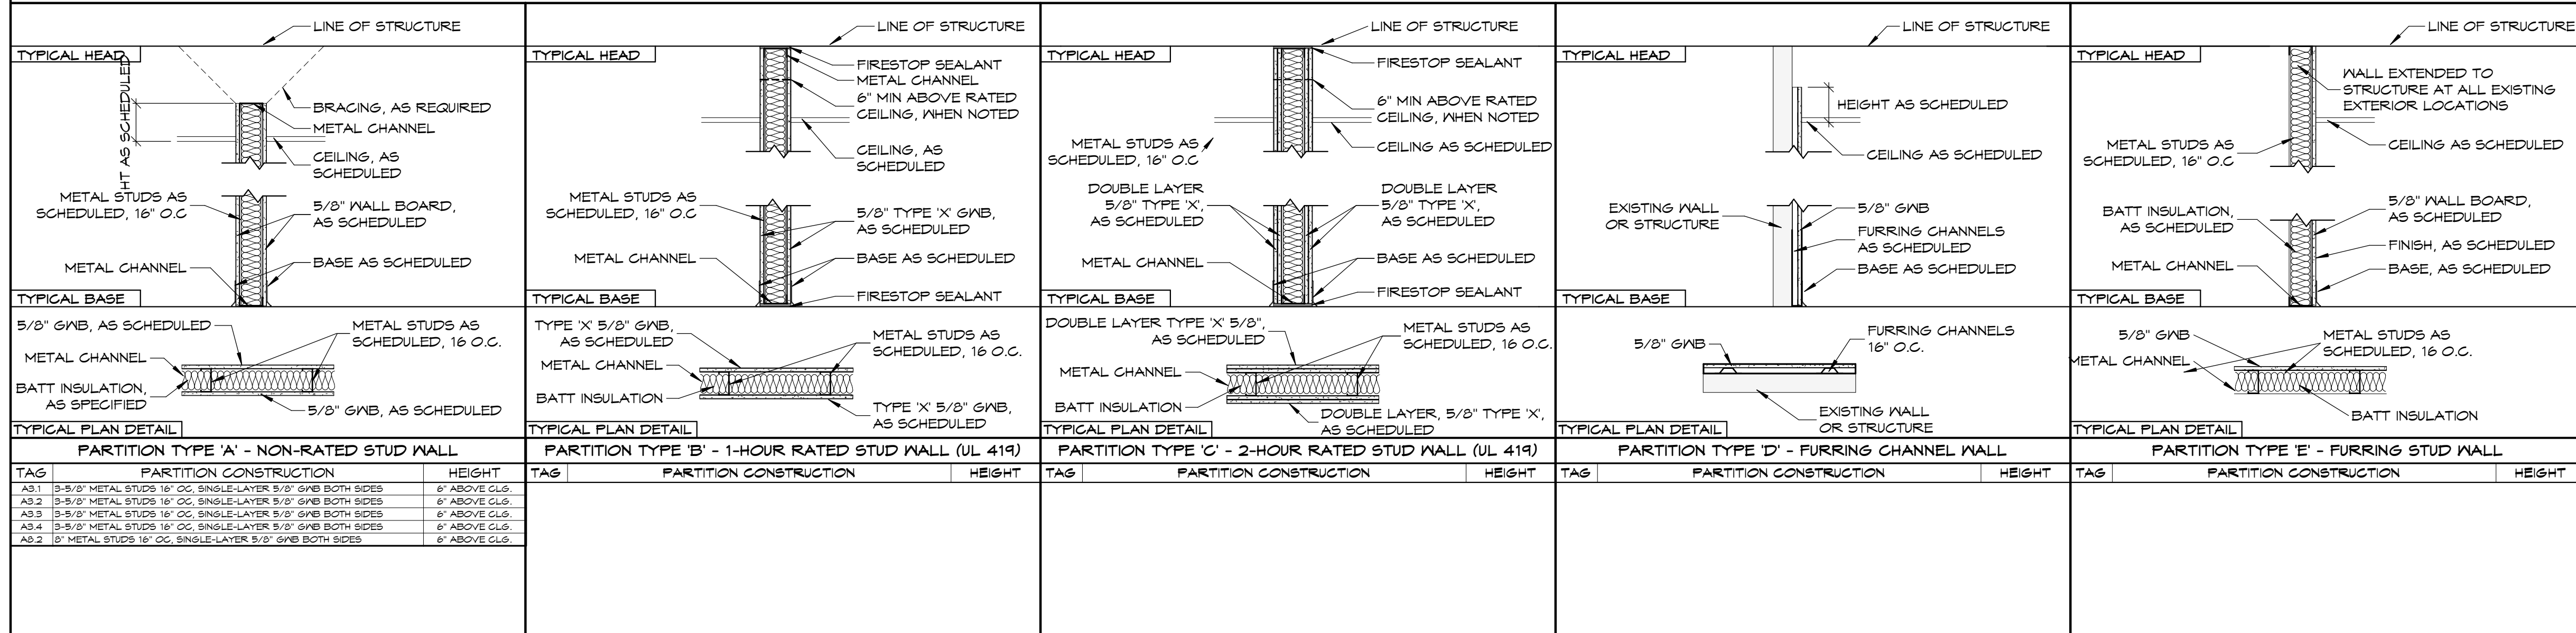 LINE OF STRUCTURE
TYPICAL HEAD
HT AS SCHEDULED
BRACING, AS REQUIRED
METAL CHANNEL
CEILING, AS
SCHEDULED
METAL STUDS AS
SCHEDULED, 16" O.C
5/8" WALL BOARD,
AS SCHEDULED
METAL CHANNEL
BASE AS SCHEDULED
TYPICAL BASE
5/8" GWB, AS SCHEDULED
METAL STUDS AS
SCHEDULED, 16 O.C.
METAL CHANNEL
BATT INSULATION,
AS SPECIFIED
5/8" GWB, AS SCHEDULED
TYPICAL PLAN DETAIL
PARTITION TYPE 'A' - NON-RATED STUD WALL
TAG PARTITION CONSTRUCTION HEIGHT
A3.1 3-5/8" METAL STUDS 16" OC, SINGLE-LAYER 5/8" GWB BOTH SIDES 6" ABOVE CLG.
A3.2 3-5/8" METAL STUDS 16" OC, SINGLE-LAYER 5/8" GWB BOTH SIDES 6" ABOVE CLG.
A3.3 3-5/8" METAL STUDS 16" OC, SINGLE-LAYER 5/8" GWB BOTH SIDES 6" ABOVE CLG.
A3.4 3-5/8" METAL STUDS 16" OC, SINGLE-LAYER 5/8" GWB BOTH SIDES 6" ABOVE CLG.
A8.2 8" METAL STUDS 16" OC, SINGLE-LAYER 5/8" GWB BOTH SIDES 6" ABOVE CLG.
LINE OF STRUCTURE
TYPICAL HEAD
FIRESTOP SEALANT
METAL CHANNEL
6" MIN ABOVE RATED
CEILING, WHEN NOTED
CEILING, AS
SCHEDULED
METAL STUDS AS
SCHEDULED, 16" O.C
5/8" TYPE 'X' GWB,
AS SCHEDULED
METAL CHANNEL
BASE AS SCHEDULED
FIRESTOP SEALANT
TYPICAL BASE
TYPE 'X' 5/8" GWB,
AS SCHEDULED
METAL STUDS AS
SCHEDULED, 16 O.C.
METAL CHANNEL
BATT INSULATION
TYPE 'X' 5/8" GWB,
AS SCHEDULED
TYPICAL PLAN DETAIL
PARTITION TYPE 'B' - 1-HOUR RATED STUD WALL (UL 419)
TAG PARTITION CONSTRUCTION HEIGHT
LINE OF STRUCTURE
TYPICAL HEAD
FIRESTOP SEALANT
6" MIN ABOVE RATED
CEILING, WHEN NOTED
METAL STUDS AS
SCHEDULED, 16" O.C
CEILING AS SCHEDULED
DOUBLE LAYER
5/8" TYPE 'X',
AS SCHEDULED
DOUBLE LAYER
5/8" TYPE 'X',
AS SCHEDULED
METAL CHANNEL
BASE AS SCHEDULED
FIRESTOP SEALANT
TYPICAL BASE
DOUBLE LAYER TYPE 'X' 5/8",
AS SCHEDULED
METAL STUDS AS
SCHEDULED, 16 O.C.
METAL CHANNEL
BATT INSULATION
DOUBLE LAYER, 5/8" TYPE 'X',
AS SCHEDULED
TYPICAL PLAN DETAIL
PARTITION TYPE 'C' - 2-HOUR RATED STUD WALL (UL 419)
TAG PARTITION CONSTRUCTION HEIGHT
LINE OF STRUCTURE
TYPICAL HEAD
HEIGHT AS SCHEDULED
CEILING AS SCHEDULED
EXISTING WALL
OR STRUCTURE
5/8" GWB
FURRING CHANNELS
AS SCHEDULED
BASE AS SCHEDULED
TYPICAL BASE
5/8" GWB
FURRING CHANNELS
16" O.C.
EXISTING WALL
OR STRUCTURE
TYPICAL PLAN DETAIL
PARTITION TYPE 'D' - FURRING CHANNEL WALL
TAG PARTITION CONSTRUCTION HEIGHT
LINE OF STRUCTURE
TYPICAL HEAD
WALL EXTENDED TO
STRUCTURE AT ALL EXISTING
EXTERIOR LOCATIONS
METAL STUDS AS
SCHEDULED, 16" O.C
CEILING AS SCHEDULED
BATT INSULATION,
AS SCHEDULED
5/8" WALL BOARD,
AS SCHEDULED
FINISH, AS SCHEDULED
METAL CHANNEL
BASE, AS SCHEDULED
TYPICAL BASE
5/8" GWB
METAL STUDS AS
SCHEDULED, 16 O.C.
METAL CHANNEL
BATT INSULATION
TYPICAL PLAN DETAIL
PARTITION TYPE 'E' - FURRING STUD WALL
TAG PARTITION CONSTRUCTION HEIGHT